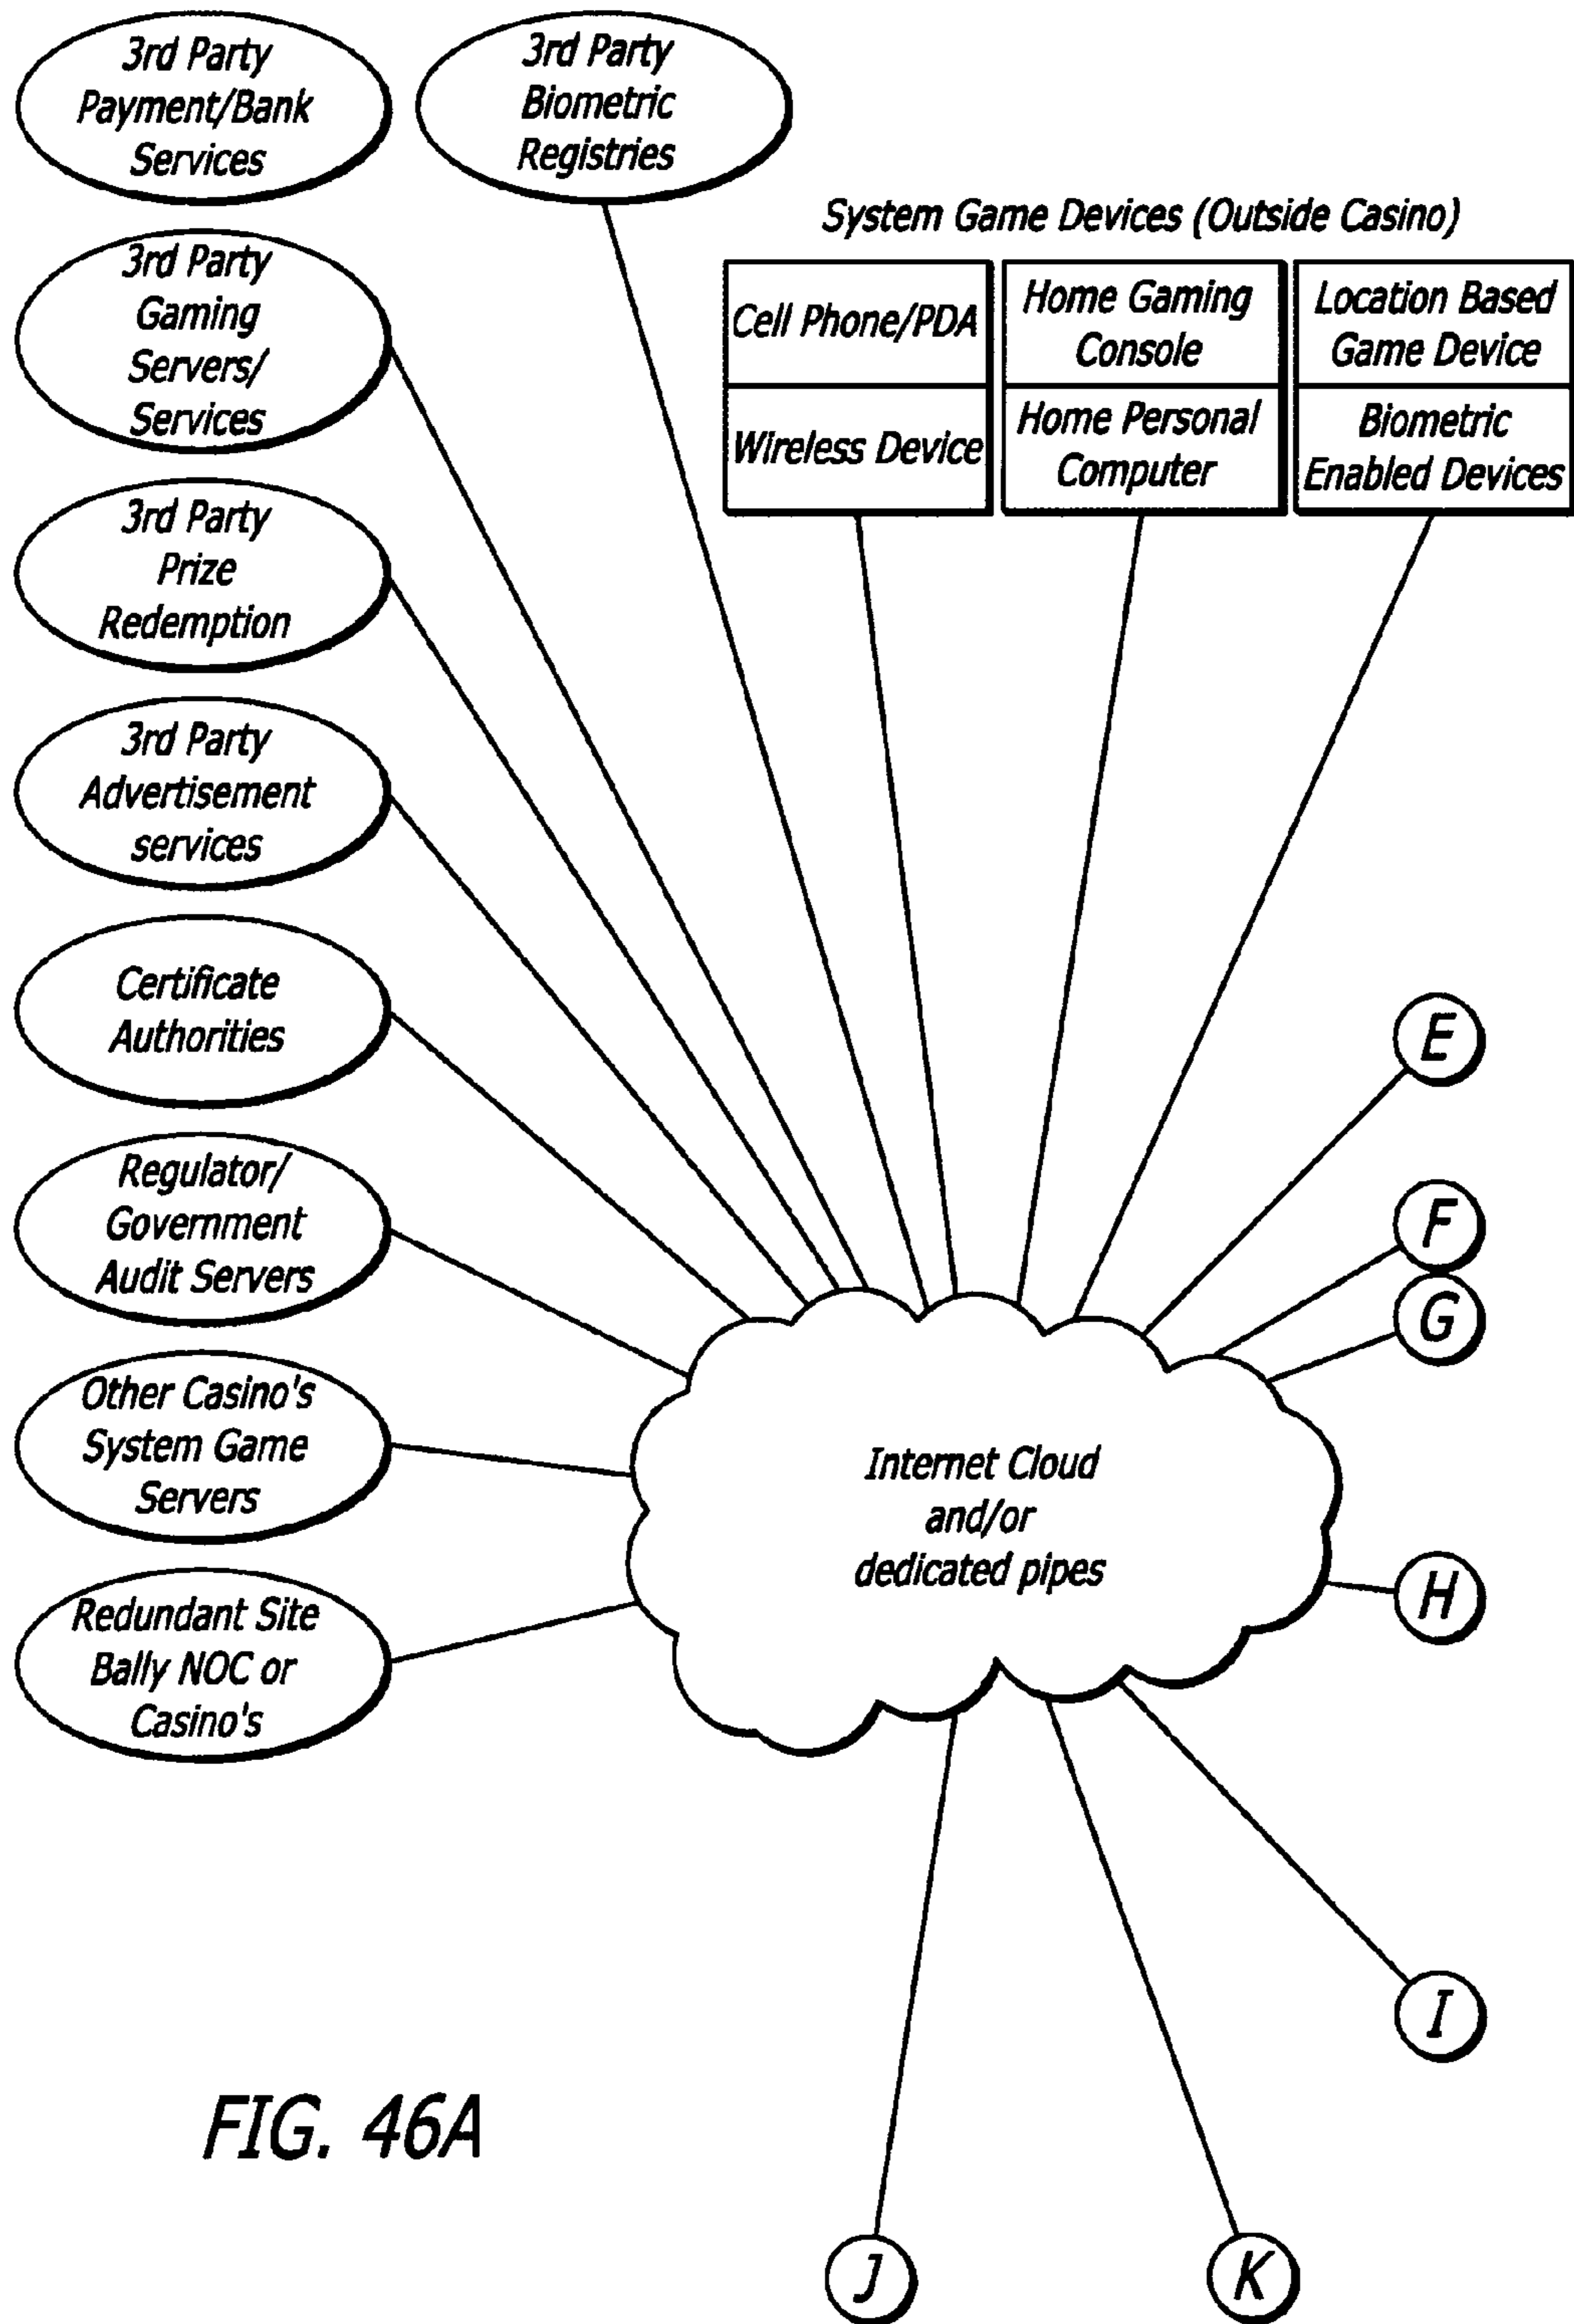 3rd Party
Payment/Bank
Services
3rd Party
Biometric
Registries
System Game Devices (Outside Casino)
3rd Party
Gaming
Servers/
Services
Cell Phone/PDA
Home Gaming
Console
Location Based
Game Device
Wireless Device
Home Personal
Computer
Biometric
Enabled Devices
3rd Party
Prize
Redemption
3rd Party
Advertisement
services
Certificate
Authorities
E
Regulator/
Government
Audit Servers
F
G
Other Casino's
System Game
Servers
Internet Cloud
and/or
dedicated pipes
H
Redundant Site
Bally NOC or
Casino's
I
FIG. 46A
J
K